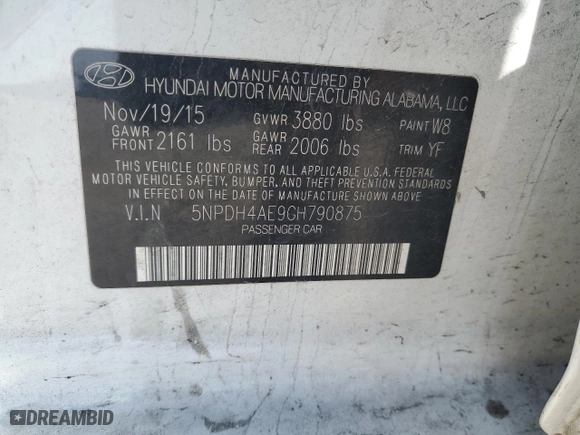 MANUFACTURED BY
HYUNDAI MOTOR MANUFACTURING ALABAMA, LLC
Nov/19/15 GVWR 3880 lbs PAINT W8
GAWR FRONT 2161 lbs GAWR REAR 2006 lbs TRIM YF
THIS VEHICLE CONFORMS TO ALL APPLICABLE U.S.A. FEDERAL
MOTOR VEHICLE SAFETY, BUMPER, AND THEFT PREVENTION
STANDARDS IN EFFECT ON THE DATE OF MANUFACTURE SHOWN ABOVE
V.I.N 5NPDH4AE9GH790875
PASSENGER CAR
DREAMBID